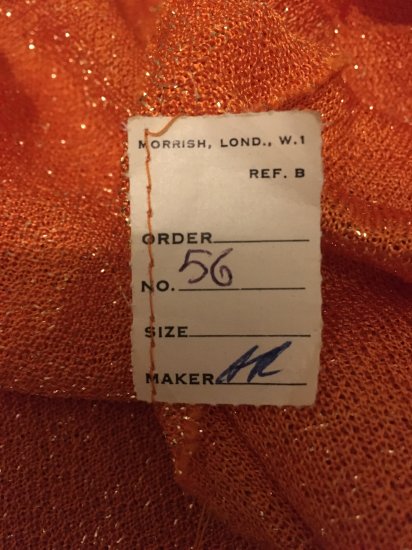 MORRISH, LOND., W.1
REF. B
ORDER
NO. 56
SIZE
MAKER